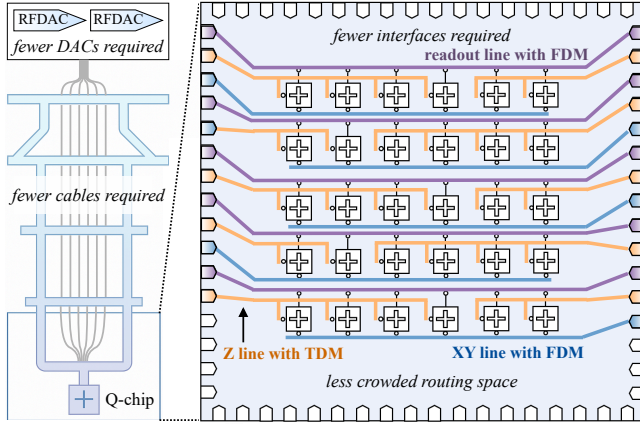 RFDAC RFDAC
fewer DACs required
fewer cables required
Q-chip
fewer interfaces required
readout line with FDM
Z line with TDM
XY line with FDM
less crowded routing space